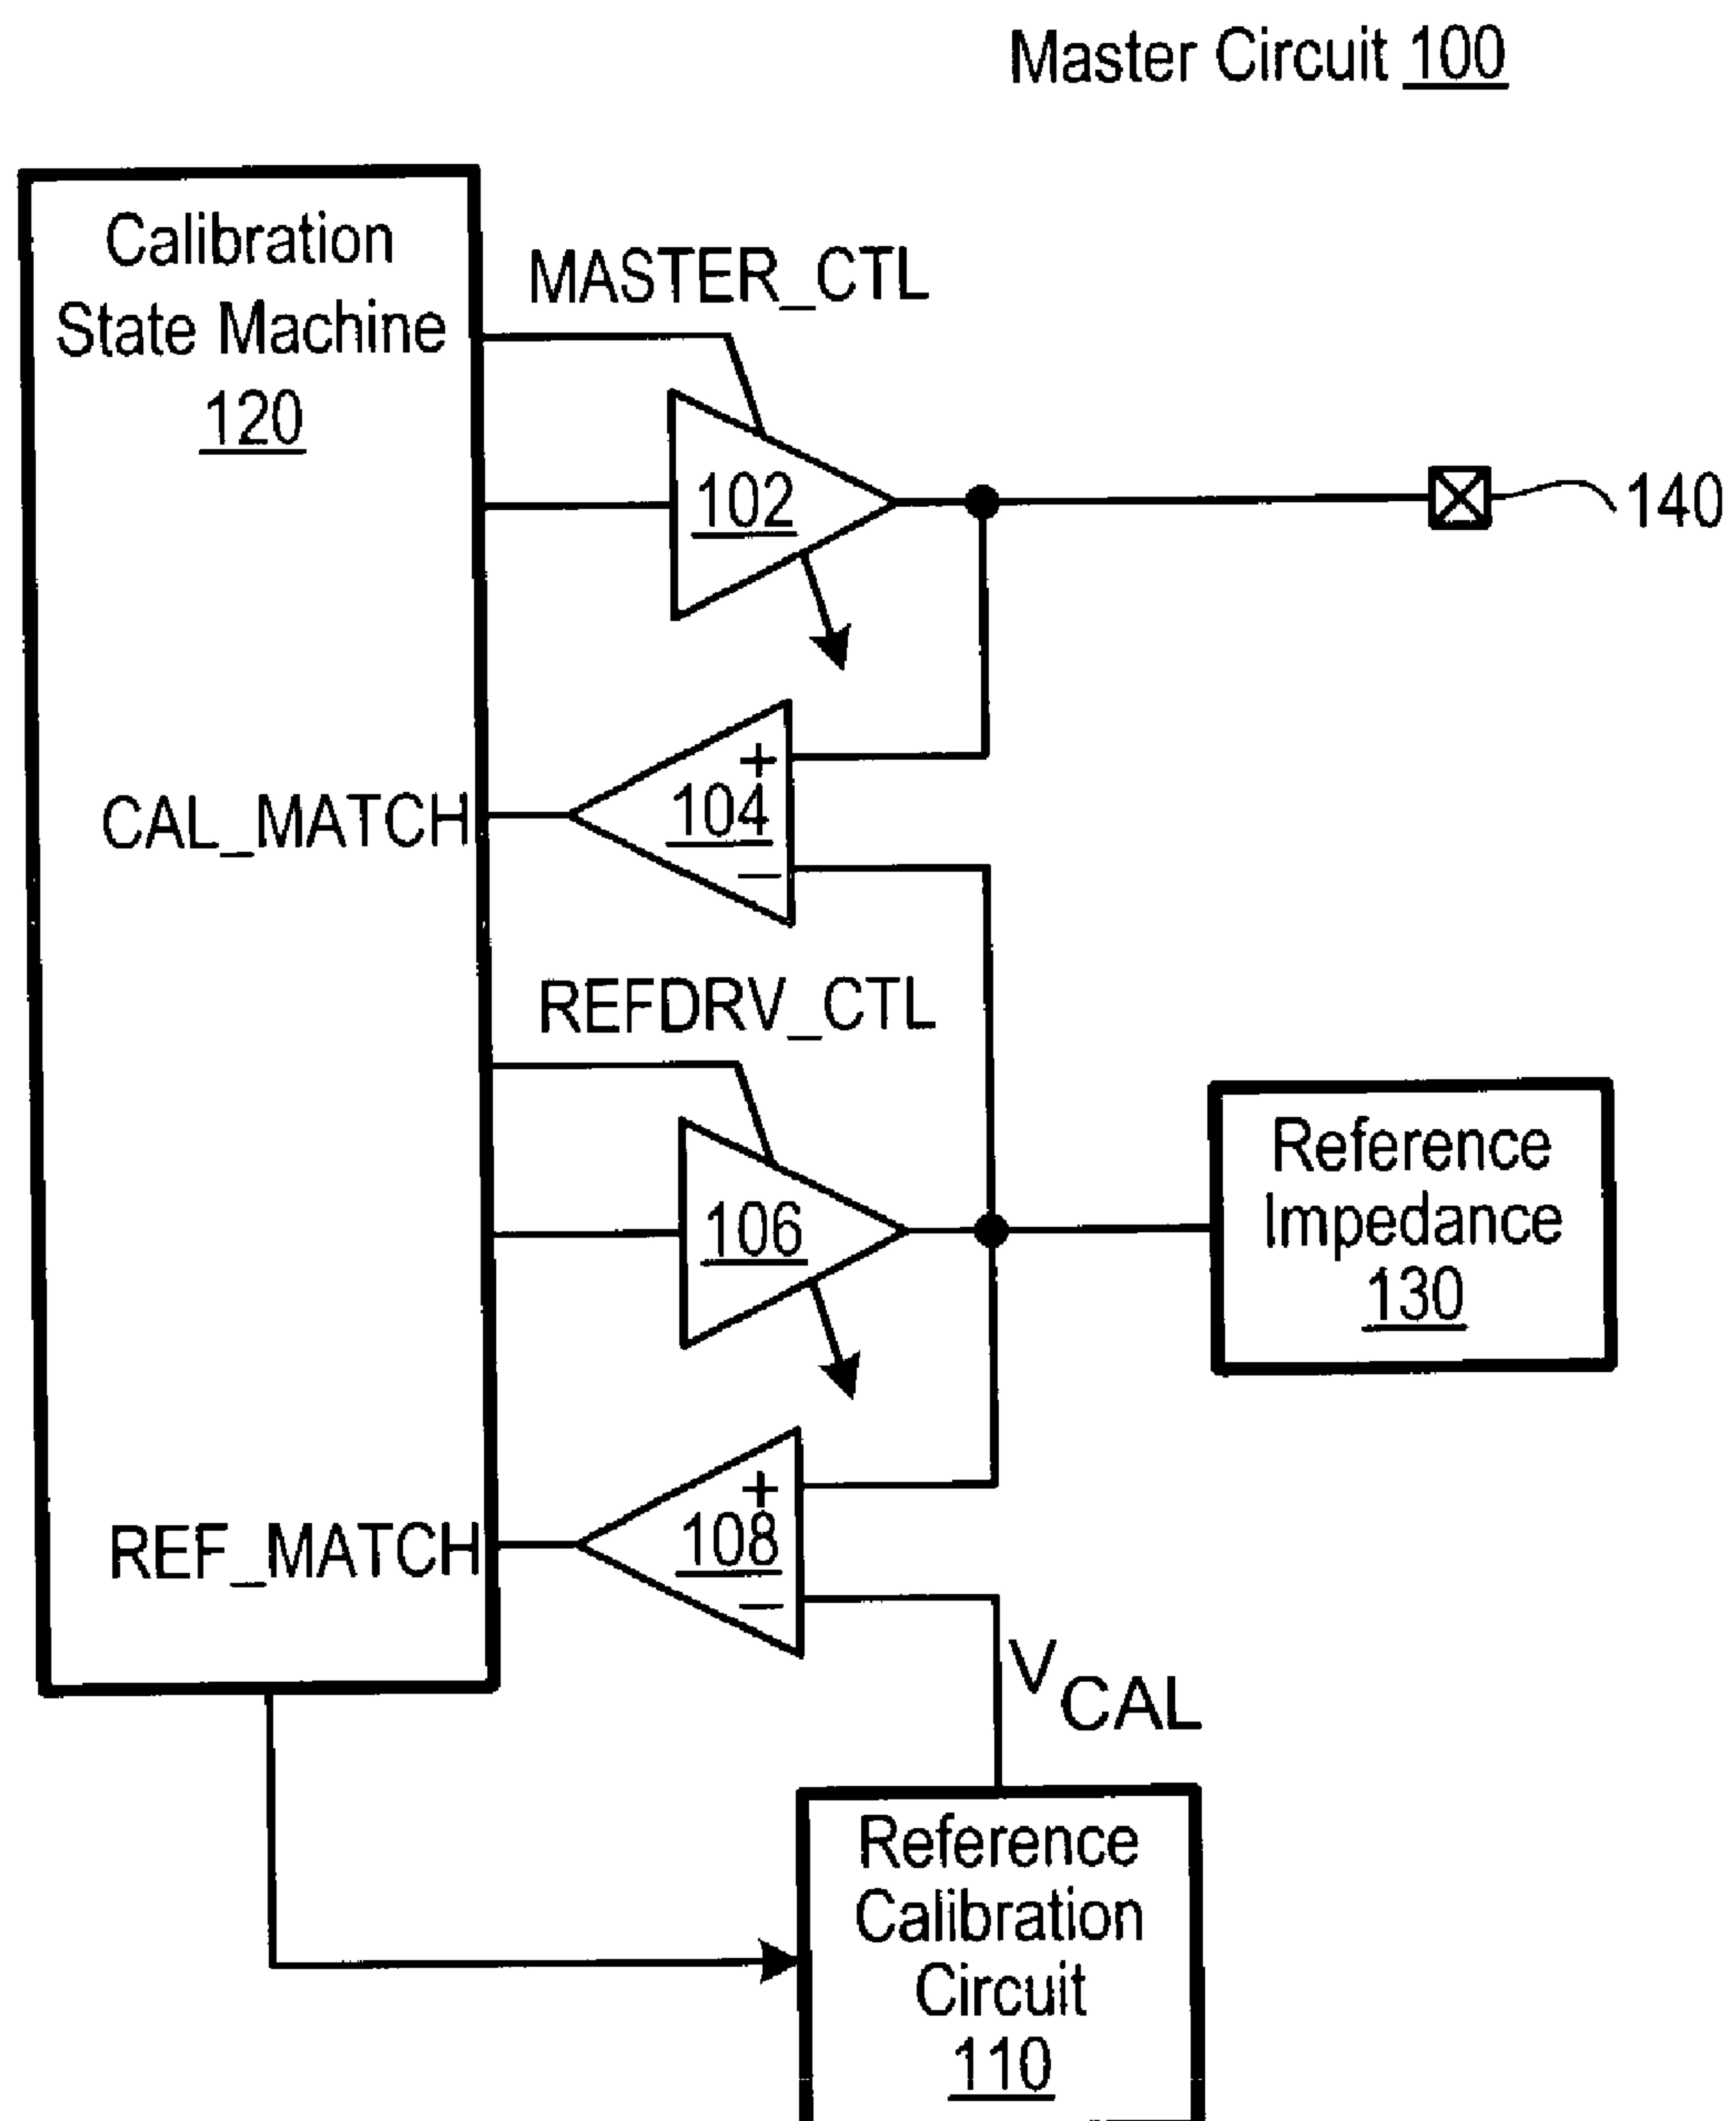 Master Circuit 100
Calibration
State Machine
120
MASTER_CTL
102
140
+
104
−
CAL_MATCH
REFDRV_CTL
106
Reference
Impedance
130
+
108
−
REF_MATCH
VCAL
Reference
Calibration
Circuit
110